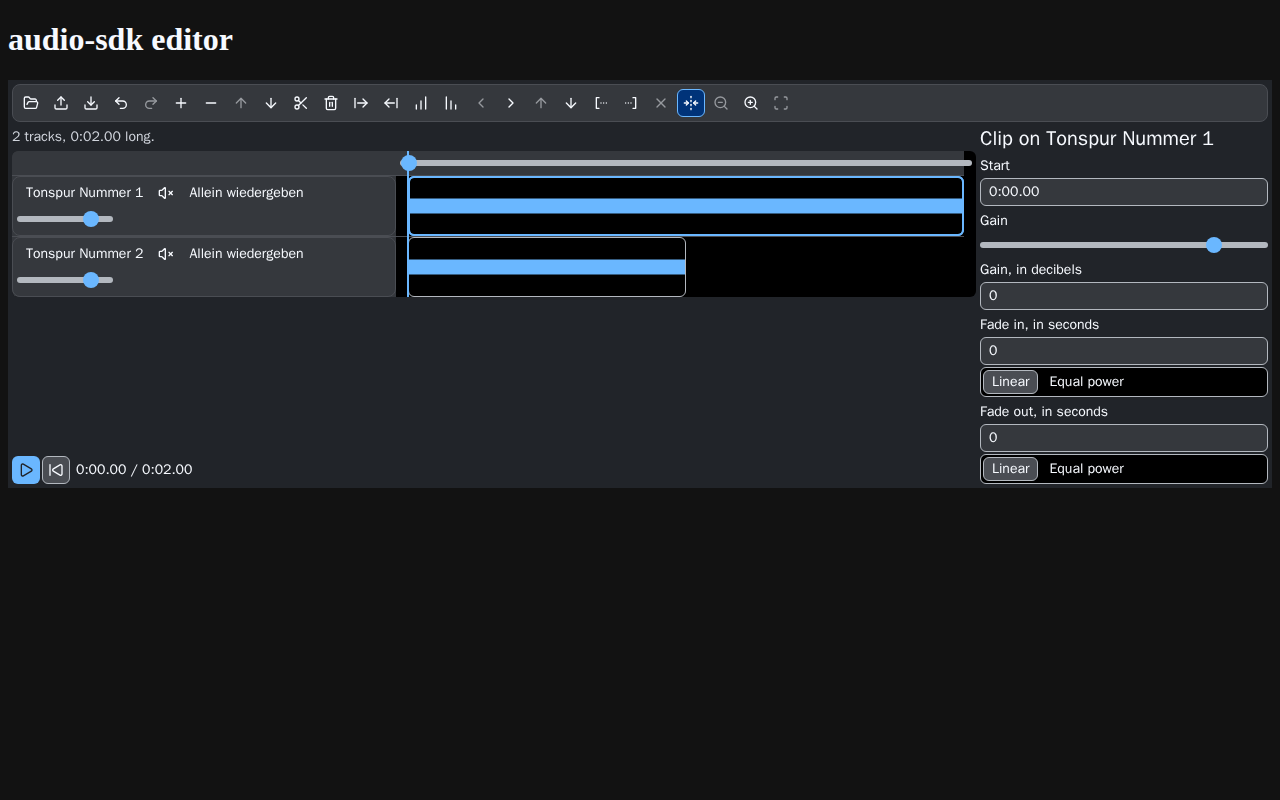 audio-sdk editor
2 tracks, 0:02.00 long.
Tonspur Nummer 1 Allein wiedergeben
Tonspur Nummer 2 Allein wiedergeben
0:00.00 / 0:02.00
Clip on Tonspur Nummer 1
Start
0:00.00
Gain
Gain, in decibels
0
Fade in, in seconds
0
Linear Equal power
Fade out, in seconds
0
Linear Equal power